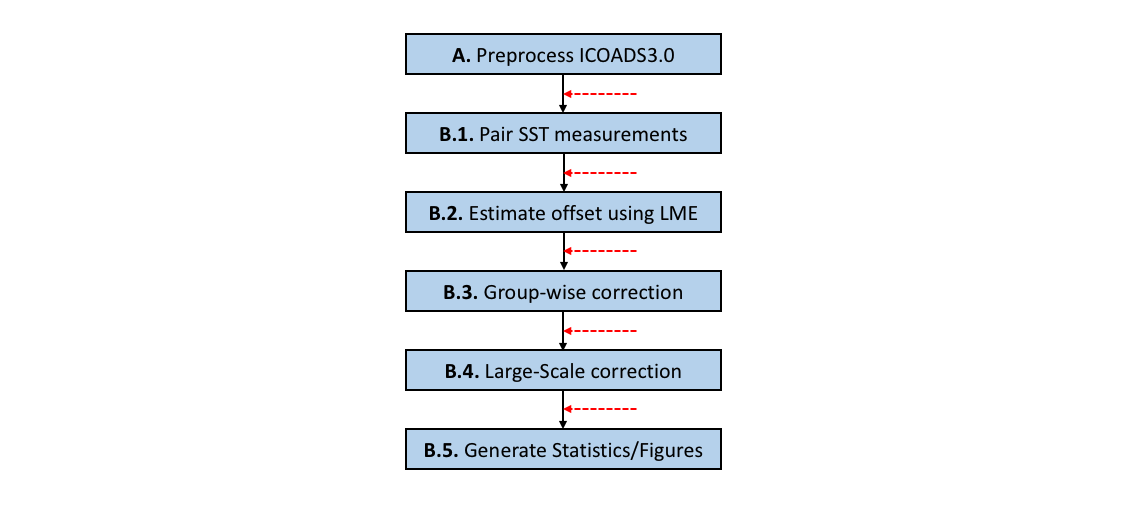 A. Preprocess ICOADS3.0
B.1. Pair SST measurements
B.2. Estimate offset using LME
B.3. Group-wise correction
B.4. Large-Scale correction
B.5. Generate Statistics/Figures